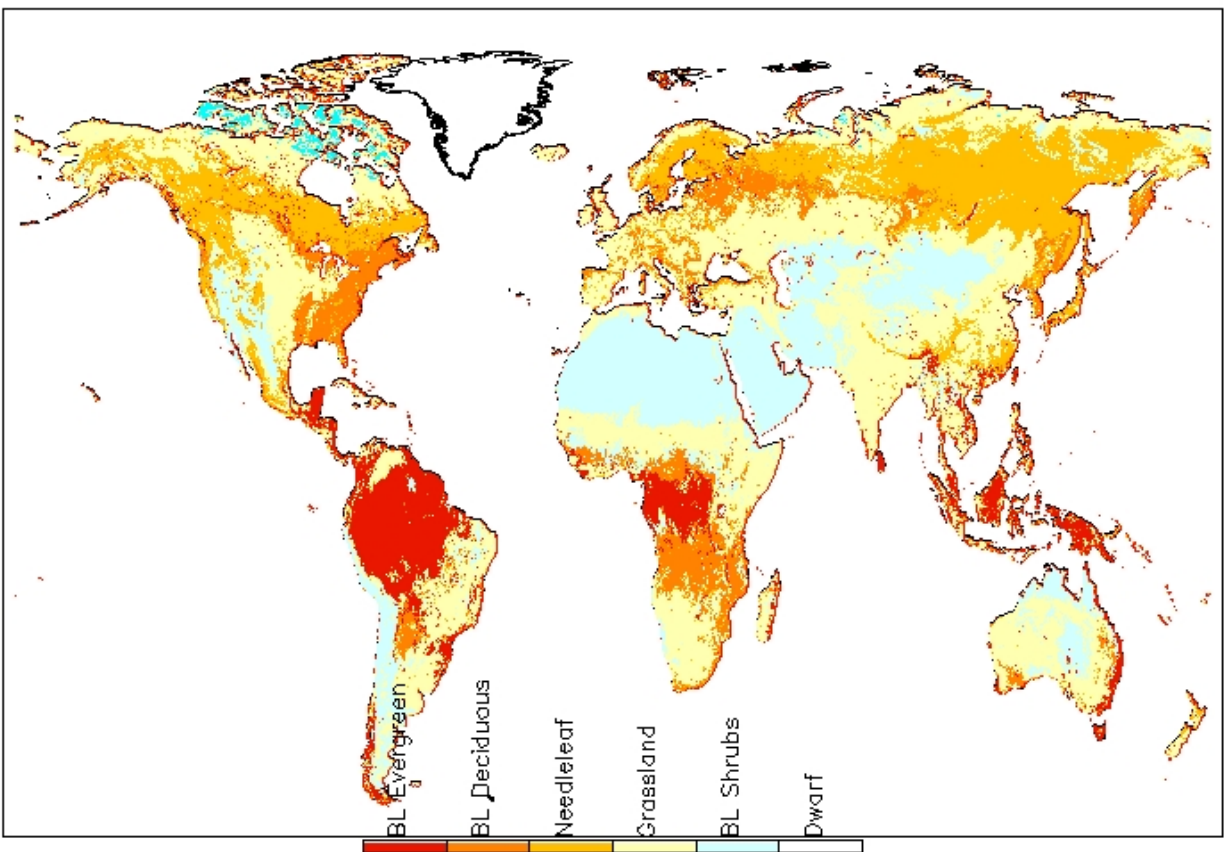 BL Evergreen
BL Deciduous
Needleleaf
Grassland
BL Shrubs
Dwarf